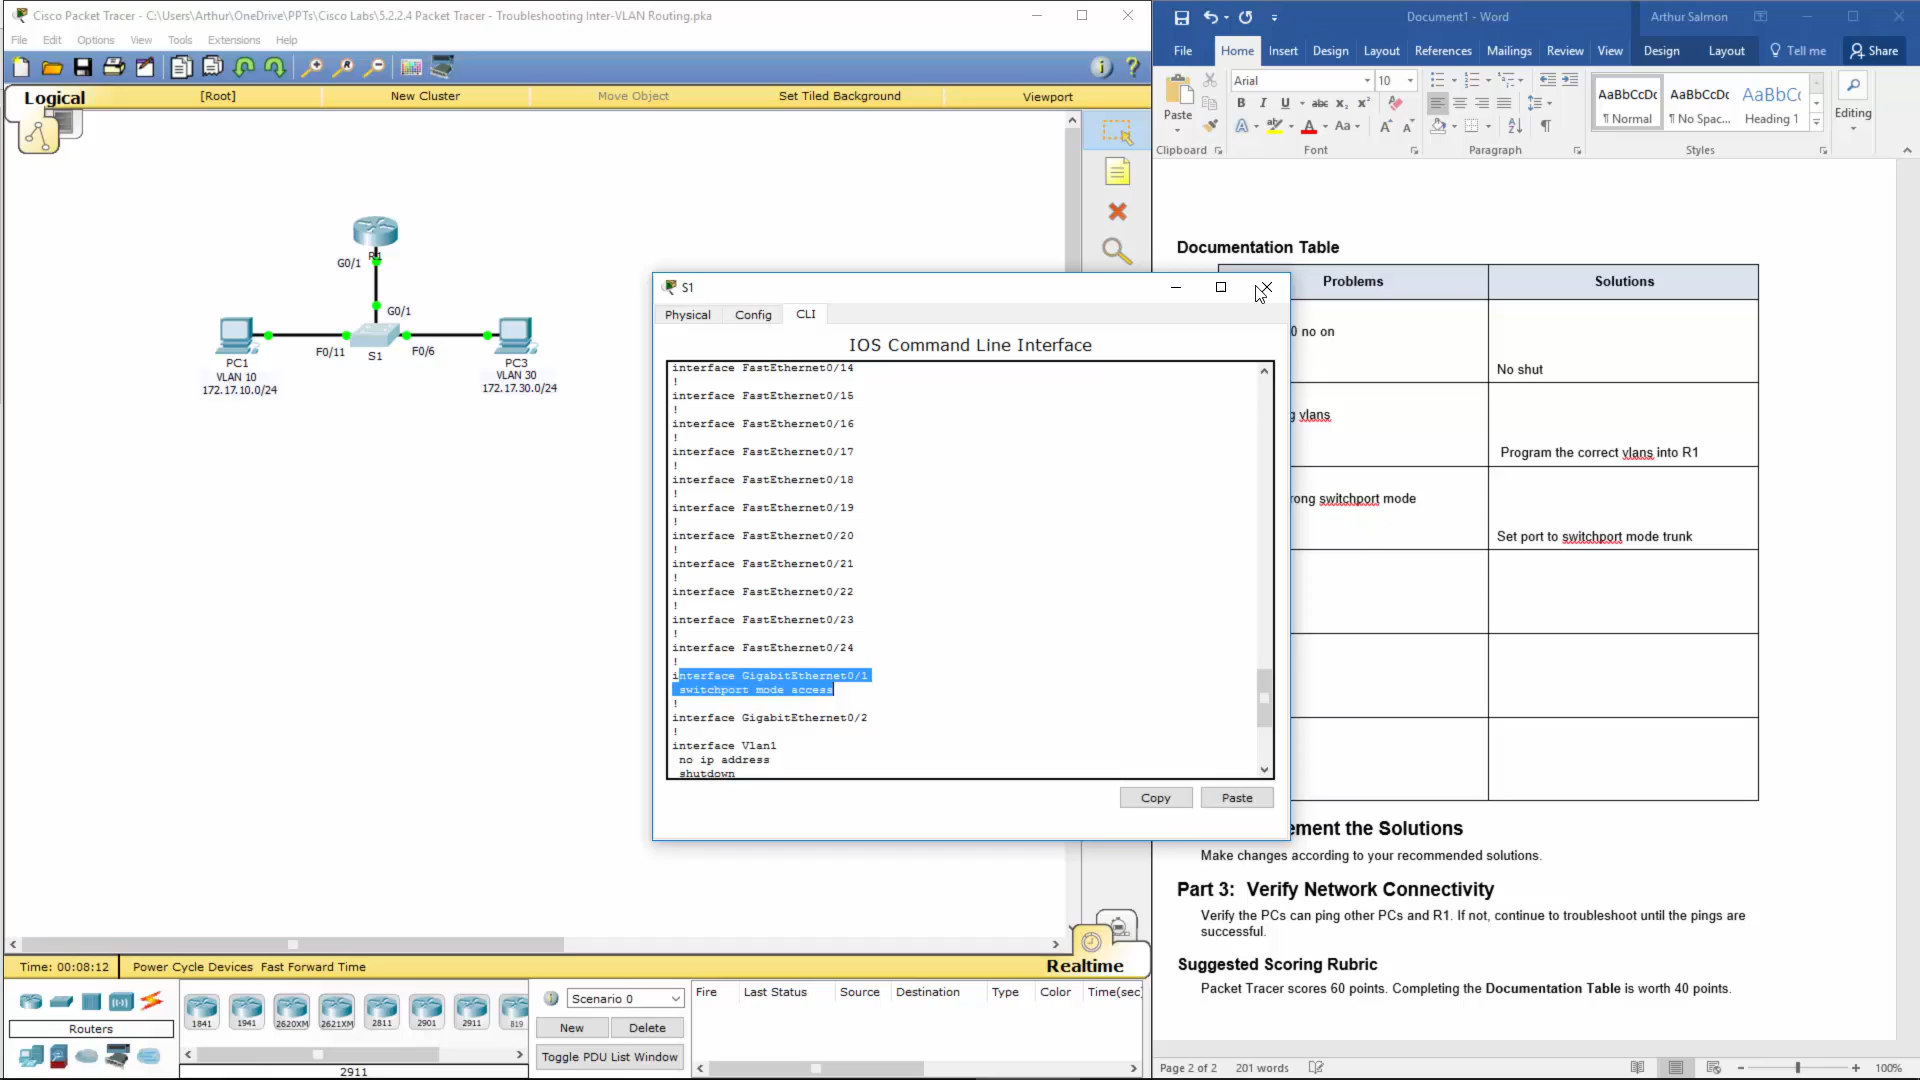 Cisco Packet Tracer - C:\Users\Arthur\OneDrive\PPTs\Cisco Labs\5.2.2.4 Packet Tracer - Troubleshooting Inter-VLAN Routing.pka
File Edit Options View Tools Extensions Help
Logical [Root] New Cluster Move Object Set Tiled Background Viewport
R1
G0/1
G0/1
F0/11 S1 F0/6
PC1
VLAN 10
172.17.10.0/24
PC3
VLAN 30
172.17.30.0/24
S1
Physical Config CLI
IOS Command Line Interface
interface FastEthernet0/14
!
interface FastEthernet0/15
!
interface FastEthernet0/16
!
interface FastEthernet0/17
!
interface FastEthernet0/18
!
interface FastEthernet0/19
!
interface FastEthernet0/20
!
interface FastEthernet0/21
!
interface FastEthernet0/22
!
interface FastEthernet0/23
!
interface FastEthernet0/24
!
interface GigabitEthernet0/1
switchport mode access
!
interface GigabitEthernet0/2
!
interface Vlan1
no ip address
shutdown
Copy Paste
Time: 00:08:12 Power Cycle Devices Fast Forward Time Realtime
Routers
1841 1941 2620XM 2621XM 2811 2901 2911 819
2911
Scenario 0
New Delete
Toggle PDU List Window
Fire Last Status Source Destination Type Color Time(sec
Document1 - Word
Arthur Salmon
File Home Insert Design Layout References Mailings Review View Design Layout Tell me Share
Paste
Arial 10
AaBbCcDc AaBbCcDc AaBbCc
¶ Normal ¶ No Spac... Heading 1
Editing
Clipboard Font Paragraph Styles
Documentation Table
Problems Solutions
0 no on
No shut
g vlans
Program the correct vlans into R1
rong switchport mode
Set port to switchport mode trunk
ement the Solutions
Make changes according to your recommended solutions.
Part 3: Verify Network Connectivity
Verify the PCs can ping other PCs and R1. If not, continue to troubleshoot until the pings are
successful.
Suggested Scoring Rubric
Packet Tracer scores 60 points. Completing the Documentation Table is worth 40 points.
Page 2 of 2 201 words
100%